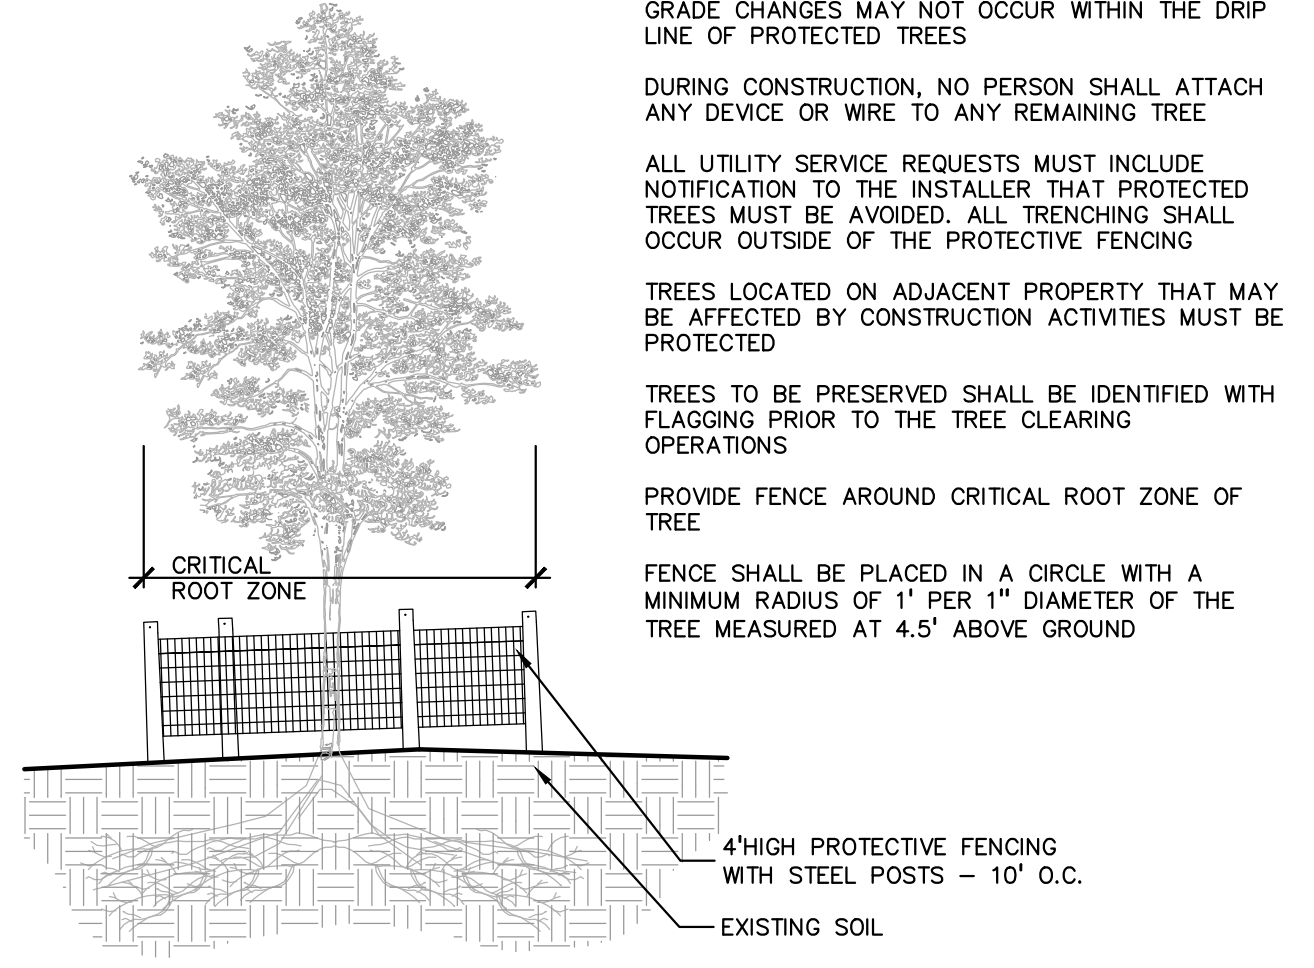 GRADE CHANGES MAY NOT OCCUR WITHIN THE DRIP
LINE OF PROTECTED TREES
DURING CONSTRUCTION, NO PERSON SHALL ATTACH
ANY DEVICE OR WIRE TO ANY REMAINING TREE
ALL UTILITY SERVICE REQUESTS MUST INCLUDE
NOTIFICATION TO THE INSTALLER THAT PROTECTED
TREES MUST BE AVOIDED. ALL TRENCHING SHALL
OCCUR OUTSIDE OF THE PROTECTIVE FENCING
TREES LOCATED ON ADJACENT PROPERTY THAT MAY
BE AFFECTED BY CONSTRUCTION ACTIVITIES MUST BE
PROTECTED
TREES TO BE PRESERVED SHALL BE IDENTIFIED WITH
FLAGGING PRIOR TO THE TREE CLEARING
OPERATIONS
PROVIDE FENCE AROUND CRITICAL ROOT ZONE OF
TREE
FENCE SHALL BE PLACED IN A CIRCLE WITH A
MINIMUM RADIUS OF 1' PER 1" DIAMETER OF THE
TREE MEASURED AT 4.5' ABOVE GROUND
CRITICAL
ROOT ZONE
4'HIGH PROTECTIVE FENCING
WITH STEEL POSTS – 10' O.C.
EXISTING SOIL